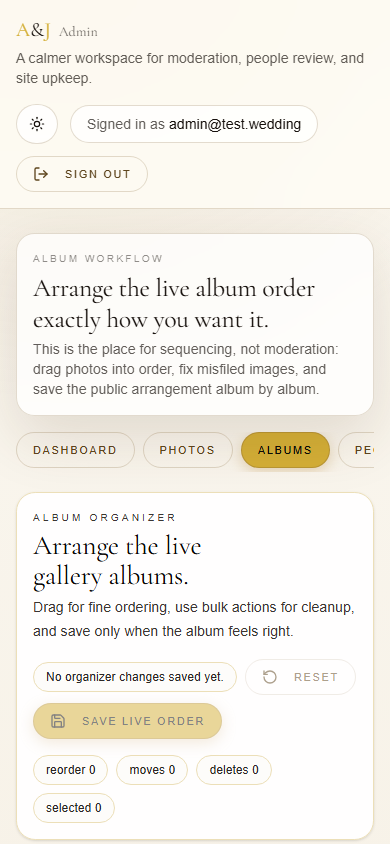 A&J Admin
A calmer workspace for moderation, people review, and
site upkeep.
Signed in as admin@test.wedding
SIGN OUT
ALBUM WORKFLOW
Arrange the live album order
exactly how you want it.
This is the place for sequencing, not moderation:
drag photos into order, fix misfiled images, and
save the public arrangement album by album.
DASHBOARD PHOTOS ALBUMS
ALBUM ORGANIZER
Arrange the live
gallery albums.
Drag for fine ordering, use bulk actions for cleanup,
and save only when the album feels right.
No organizer changes saved yet. RESET
SAVE LIVE ORDER
reorder 0 moves 0 deletes 0
selected 0